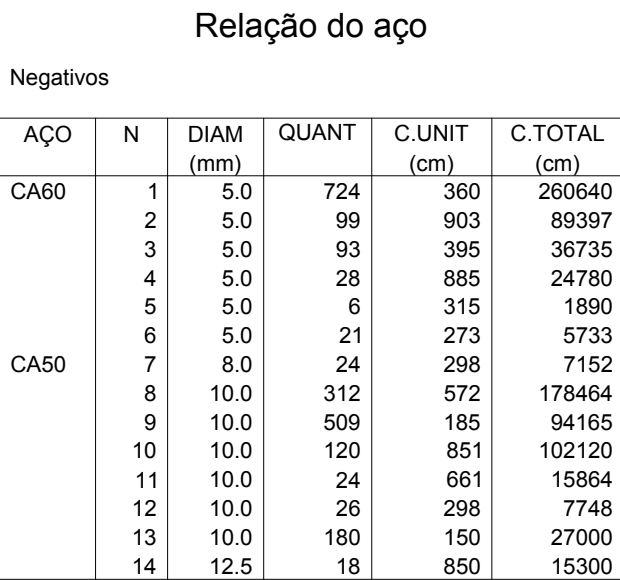 Relação do aço
Negativos
AÇO N DIAM QUANT C.UNIT C.TOTAL
(mm) (cm) (cm)
CA60 1 5.0 724 360 260640
2 5.0 99 903 89397
3 5.0 93 395 36735
4 5.0 28 885 24780
5 5.0 6 315 1890
6 5.0 21 273 5733
CA50 7 8.0 24 298 7152
8 10.0 312 572 178464
9 10.0 509 185 94165
10 10.0 120 851 102120
11 10.0 24 661 15864
12 10.0 26 298 7748
13 10.0 180 150 27000
14 12.5 18 850 15300